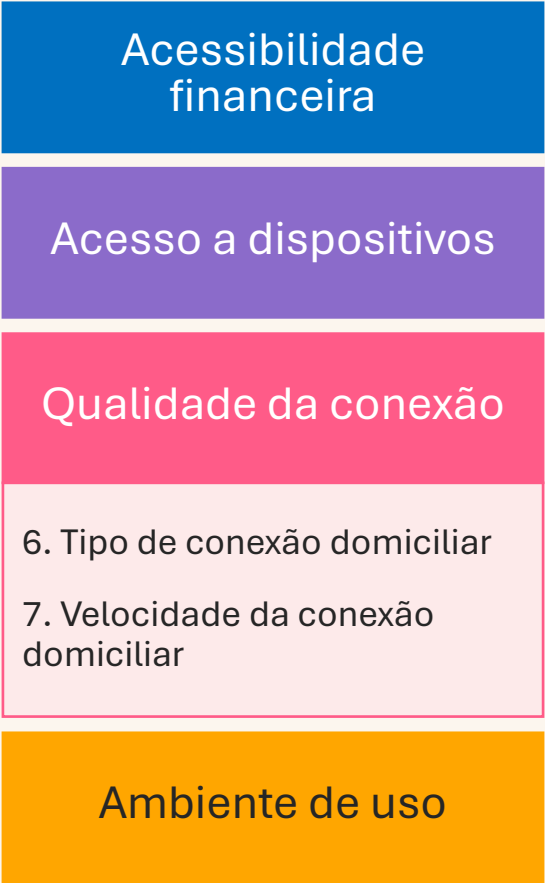 Acessibilidade
financeira
Acesso a dispositivos
Qualidade da conexão
6. Tipo de conexão domiciliar
7. Velocidade da conexão
domiciliar
Ambiente de uso